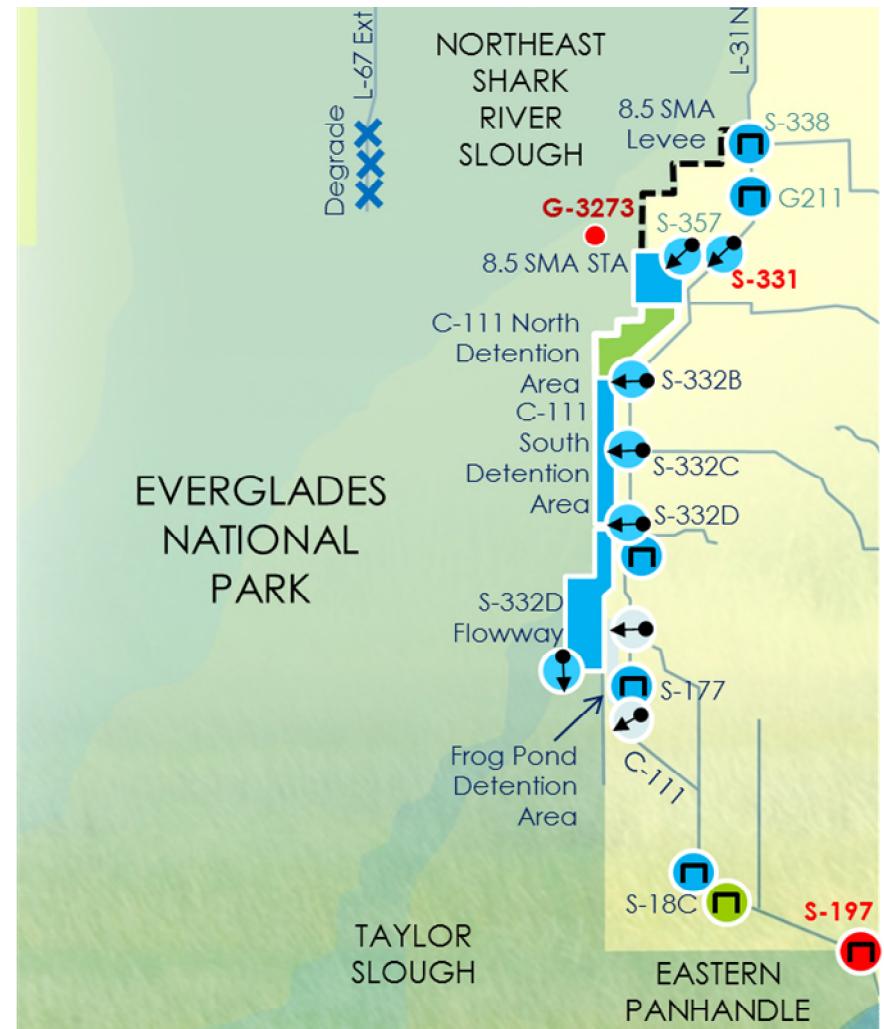 L-67 Ext
Degrade
NORTHEAST
SHARK
RIVER
SLOUGH
L-31N
8.5 SMA
Levee
S-338
G211
G-3273
S-357
8.5 SMA STA
S-331
C-111 North
Detention
Area
S-332B
C-111
South
Detention
Area
S-332C
S-332D
EVERGLADES
NATIONAL
PARK
S-332D
Flowway
S-177
Frog Pond
Detention
Area
C-111
S-18C
S-197
TAYLOR
SLOUGH
EASTERN
PANHANDLE